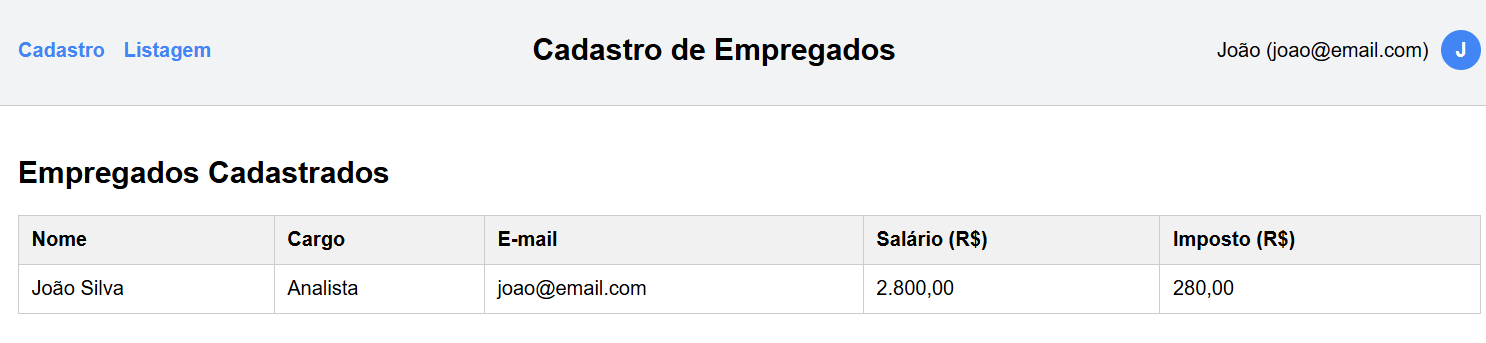 Cadastro Listagem Cadastro de Empregados João (joao@email.com) J
Empregados Cadastrados
Nome Cargo E-mail Salário (R$) Imposto (R$)
João Silva Analista joao@email.com 2.800,00 280,00